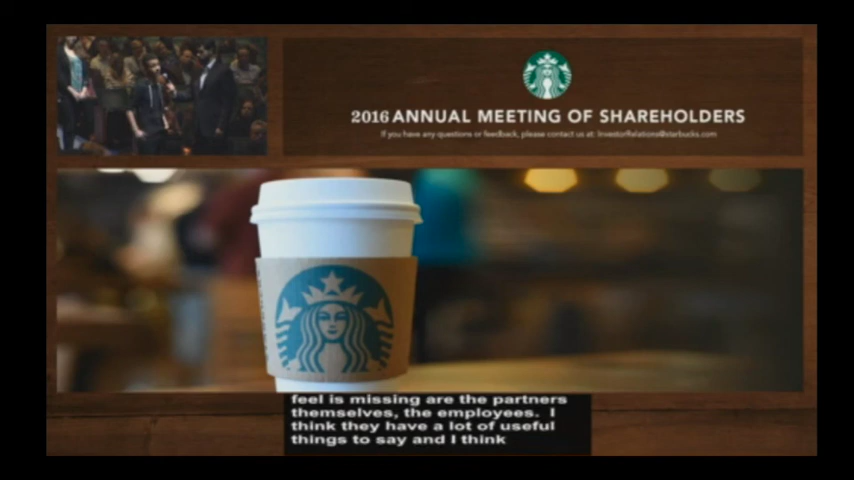 2016 ANNUAL MEETING OF SHAREHOLDERS
If you have any questions or feedback, please contact us at: InvestorRelations@starbucks.com
feel is missing are the partners
themselves, the employees.  I
think they have a lot of useful
things to say and I think